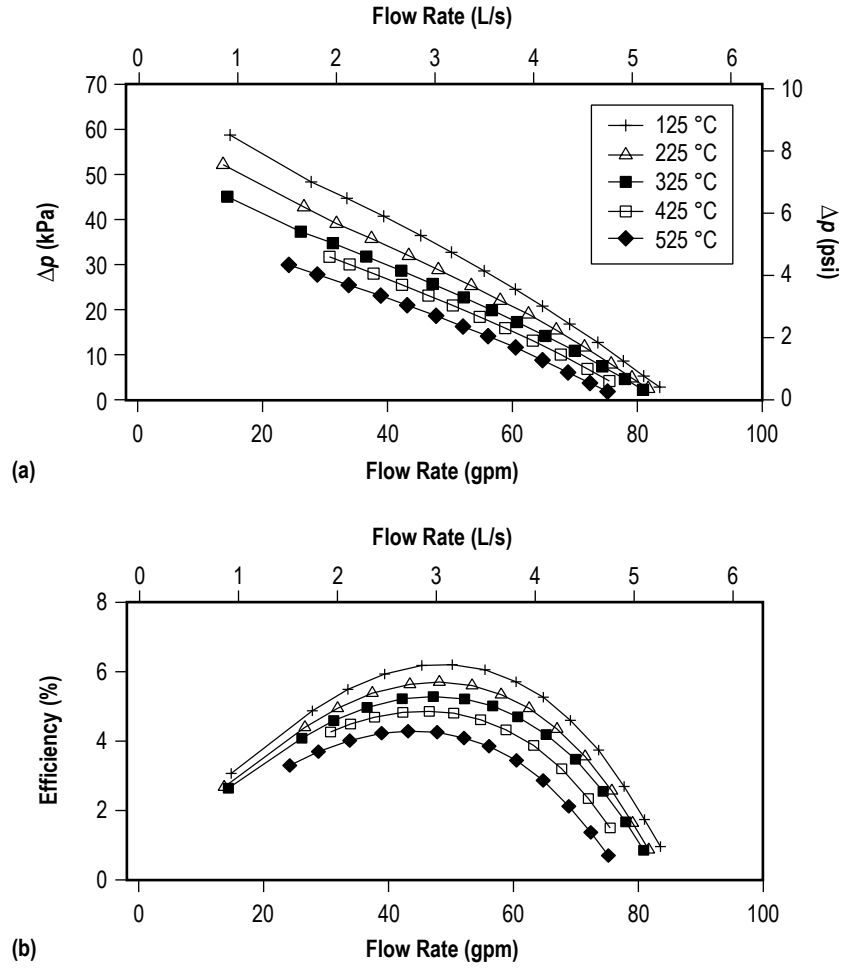 Flow Rate (L/s)
0 1 2 3 4 5 6
70
60
50
40
30
20
10
0
Δp (kPa)
10
8
6
4
2
0
Δp (psi)
125 °C
225 °C
325 °C
425 °C
525 °C
0 20 40 60 80 100
Flow Rate (gpm)
(a)
Flow Rate (L/s)
0 1 2 3 4 5 6
8
6
4
2
0
Efficiency (%)
0 20 40 60 80 100
Flow Rate (gpm)
(b)